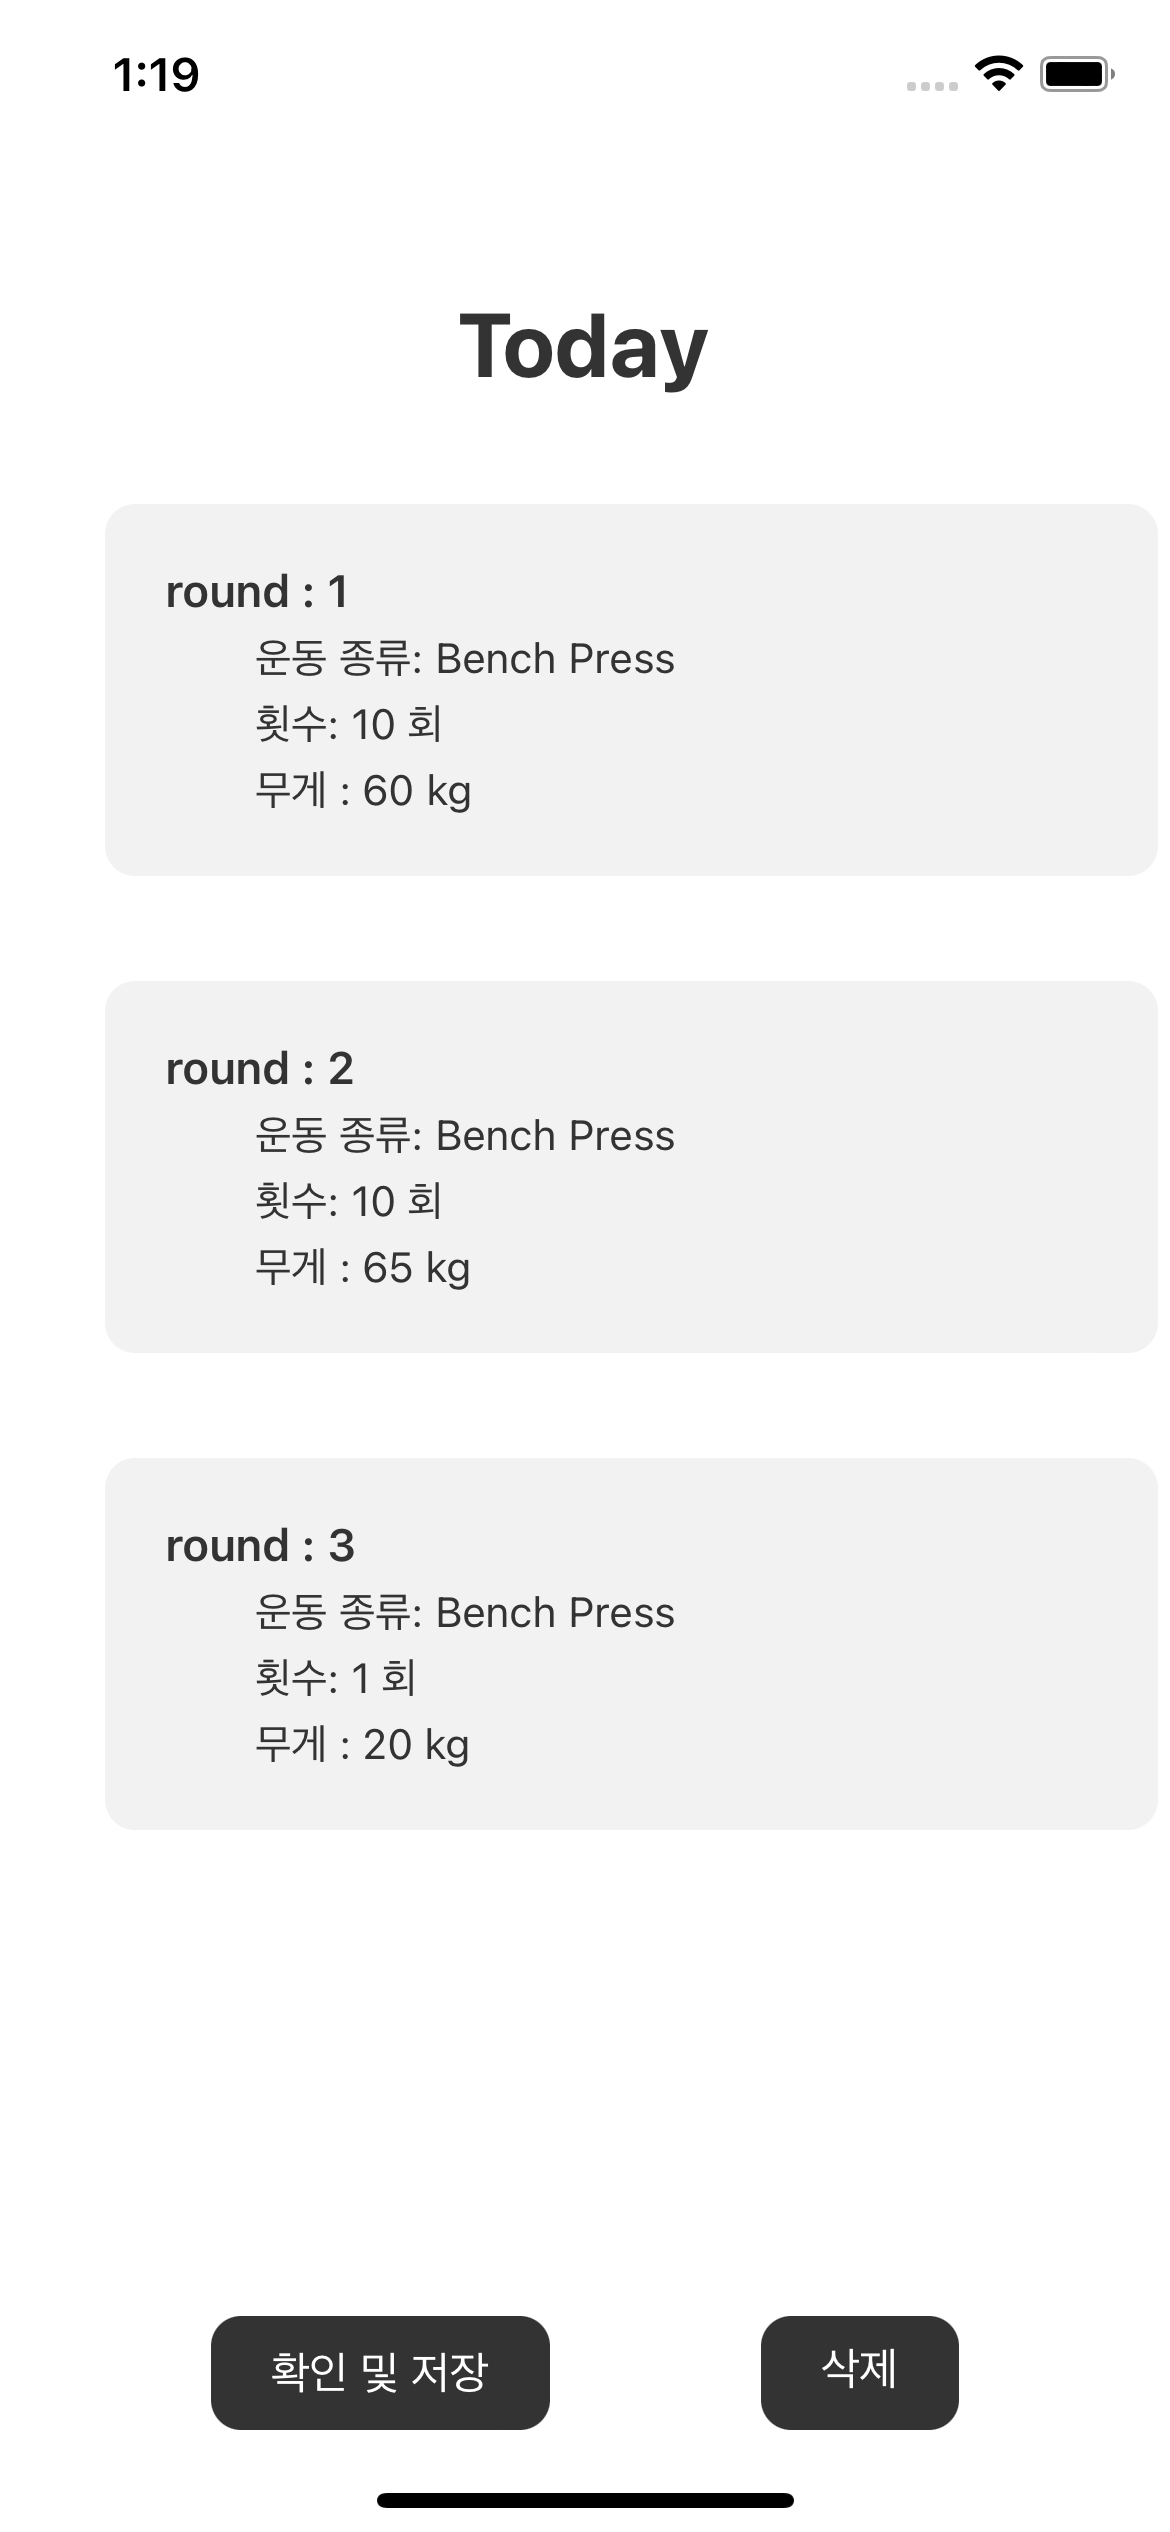 1:19
Today
round : 1
운동 종류: Bench Press
횟수: 10 회
무게 : 60 kg
round : 2
운동 종류: Bench Press
횟수: 10 회
무게 : 65 kg
round : 3
운동 종류: Bench Press
횟수: 1 회
무게 : 20 kg
확인 및 저장
삭제